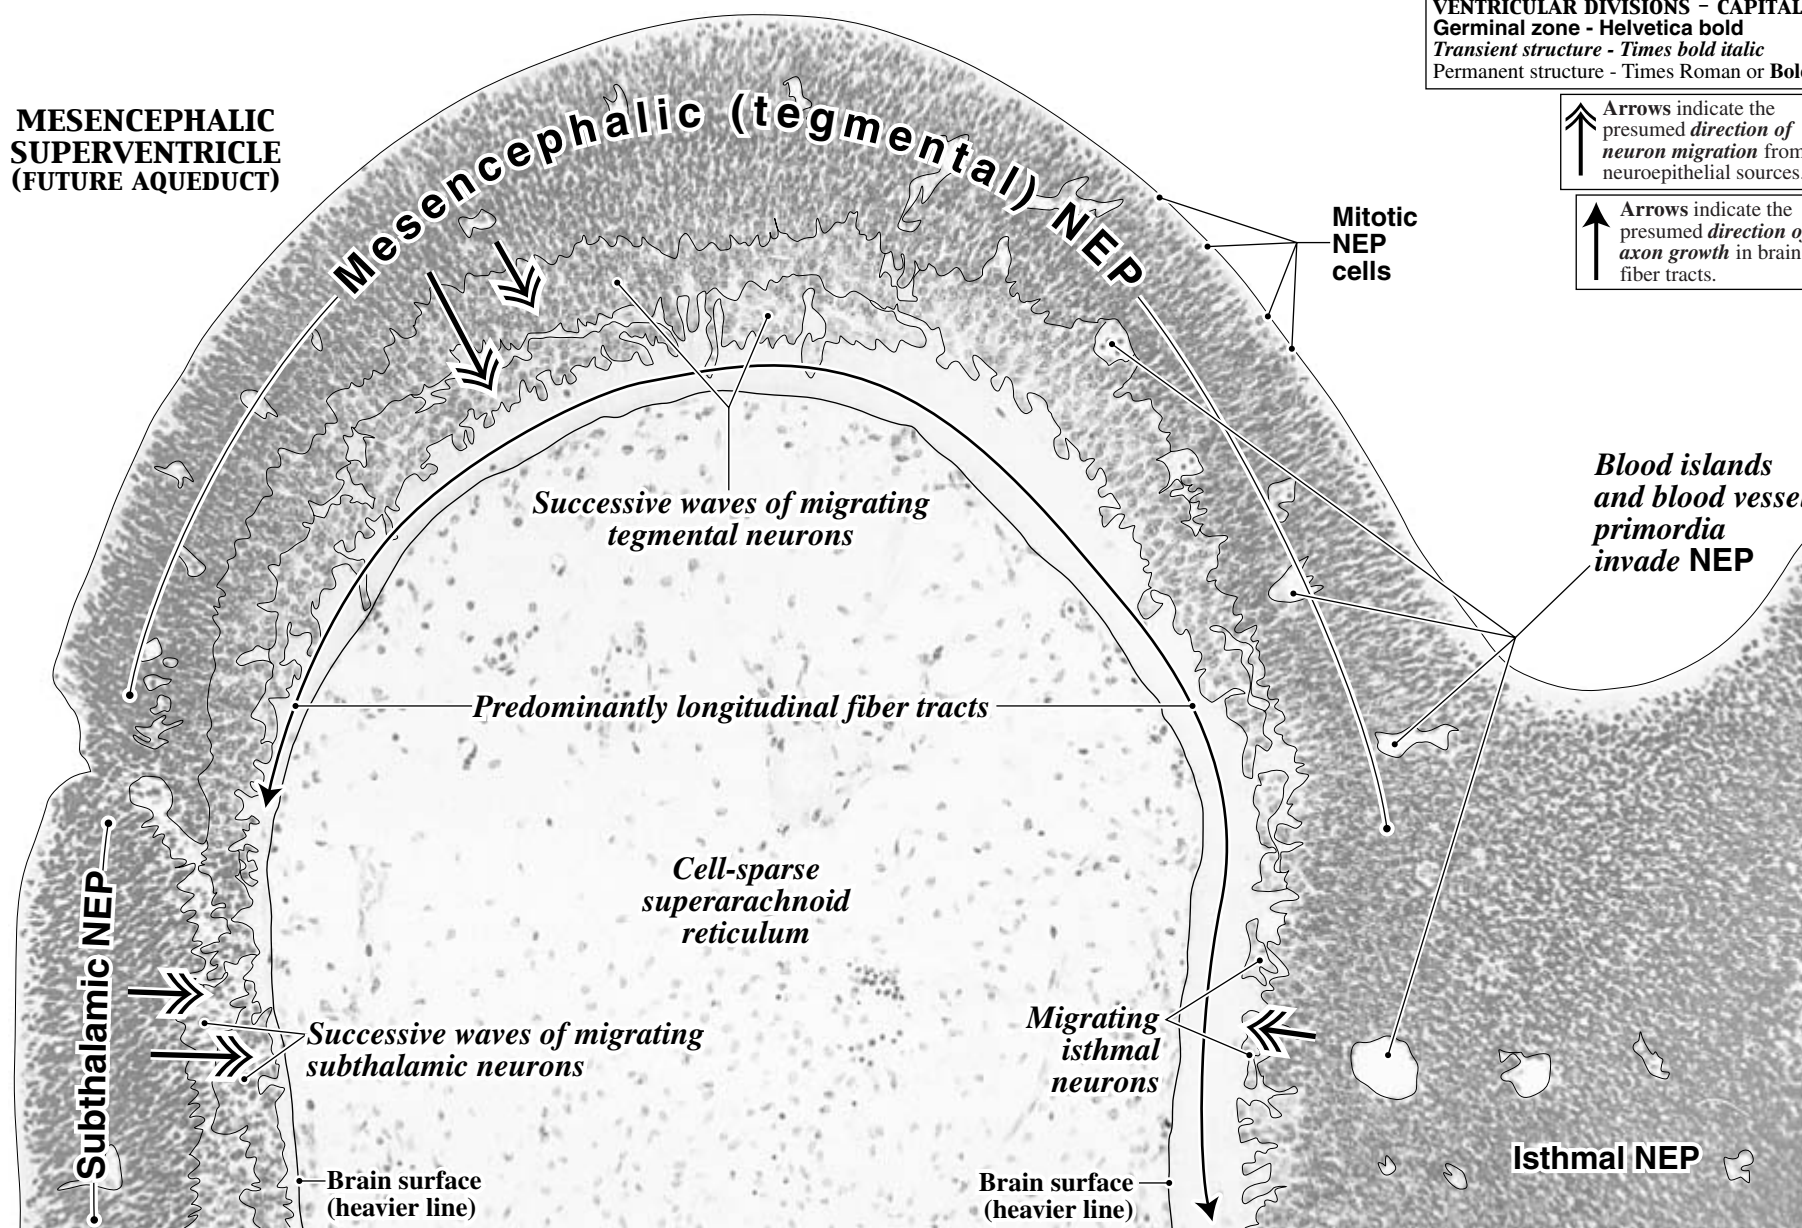 VENTRICULAR DIVISIONS – CAPITAL
Germinal zone - Helvetica bold
Transient structure - Times bold italic
Permanent structure - Times Roman or Bold
Arrows indicate the
presumed direction of
neuron migration from
neuroepithelial sources.
Arrows indicate the
presumed direction of
axon growth in brain
fiber tracts.
MESENCEPHALIC
SUPERVENTRICLE
(FUTURE AQUEDUCT)
Mesencephalic (tegmental) NEP
Mitotic
NEP
cells
Blood islands
and blood vessel
primordia
invade NEP
Successive waves of migrating
tegmental neurons
Predominantly longitudinal fiber tracts
Cell-sparse
superarachnoid
reticulum
Subthalamic NEP
Successive waves of migrating
subthalamic neurons
Migrating
isthmal
neurons
Isthmal NEP
Brain surface
(heavier line)
Brain surface
(heavier line)